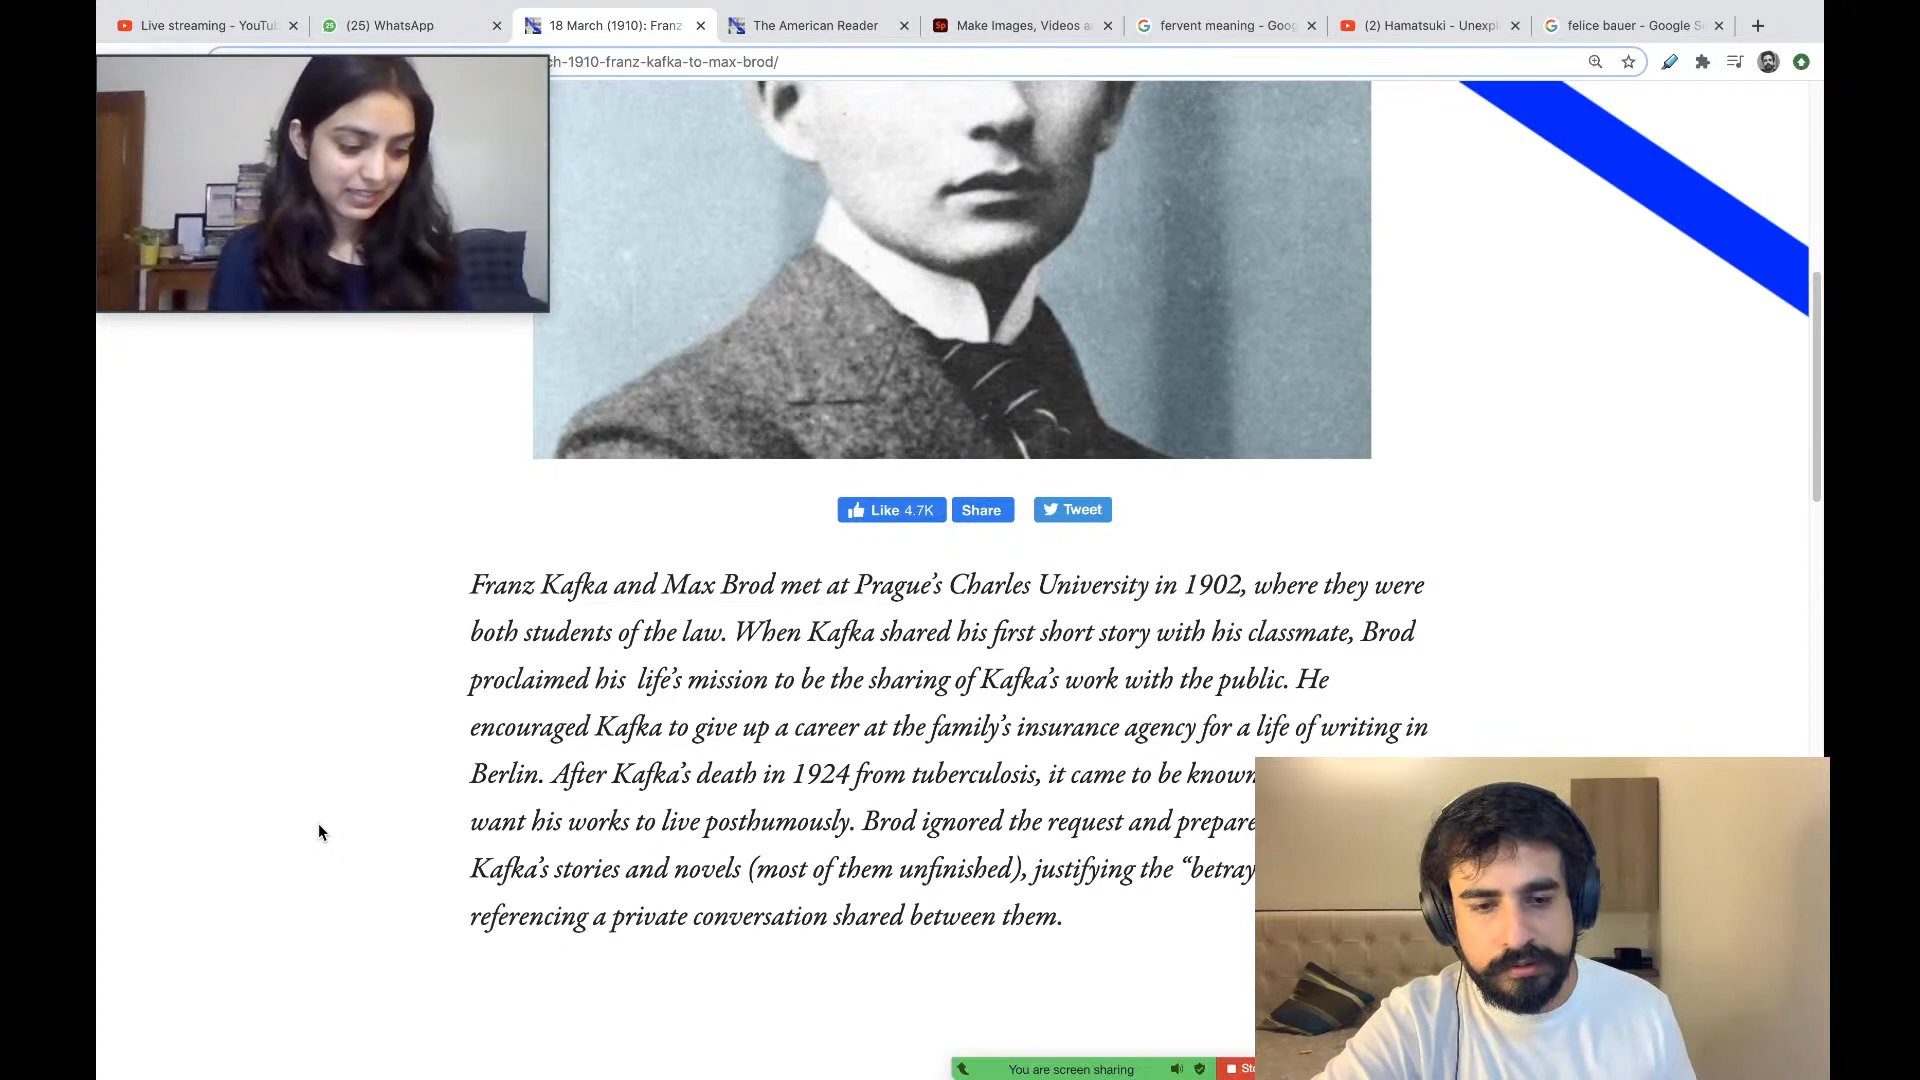 Live streaming - YouTu
(25) WhatsApp
18 March (1910): Franz
The American Reader
Make Images, Videos a
fervent meaning - Goog
(2) Hamatsuki - Unexpl
felice bauer - Google S
ch-1910-franz-kafka-to-max-brod/
Like 4.7K
Share
Tweet
Franz Kafka and Max Brod met at Prague’s Charles University in 1902, where they were
both students of the law. When Kafka shared his first short story with his classmate, Brod
proclaimed his life’s mission to be the sharing of Kafka’s work with the public. He
encouraged Kafka to give up a career at the family’s insurance agency for a life of writing in
Berlin. After Kafka’s death in 1924 from tuberculosis, it came to be known
want his works to live posthumously. Brod ignored the request and prepare
Kafka’s stories and novels (most of them unfinished), justifying the “betray
referencing a private conversation shared between them.
You are screen sharing
Sto